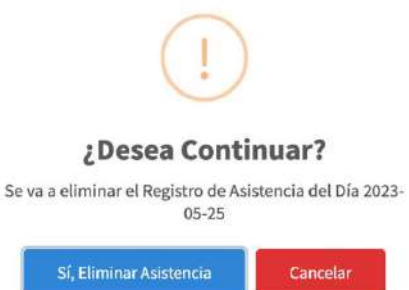 !
¿Desea Continuar?
Se va a eliminar el Registro de Asistencia del Día 2023-
05-25
Sí, Eliminar Asistencia
Cancelar